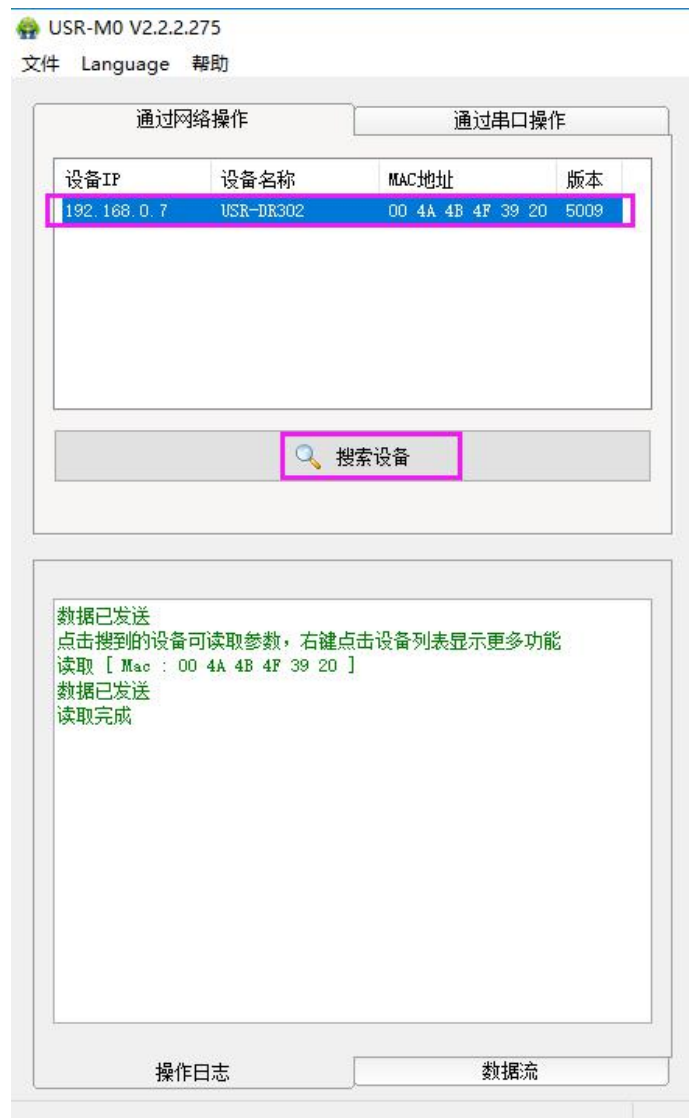 USR-M0 V2.2.2.275
文件 Language 帮助
通过网络操作 通过串口操作
设备IP 设备名称 MAC地址 版本
192.168.0.7 USR-DR302 00 4A 4B 4F 39 20 5009
搜索设备
数据已发送
点击搜到的设备可读取参数，右键点击设备列表显示更多功能
读取 [ Mac : 00 4A 4B 4F 39 20 ]
数据已发送
读取完成
操作日志 数据流